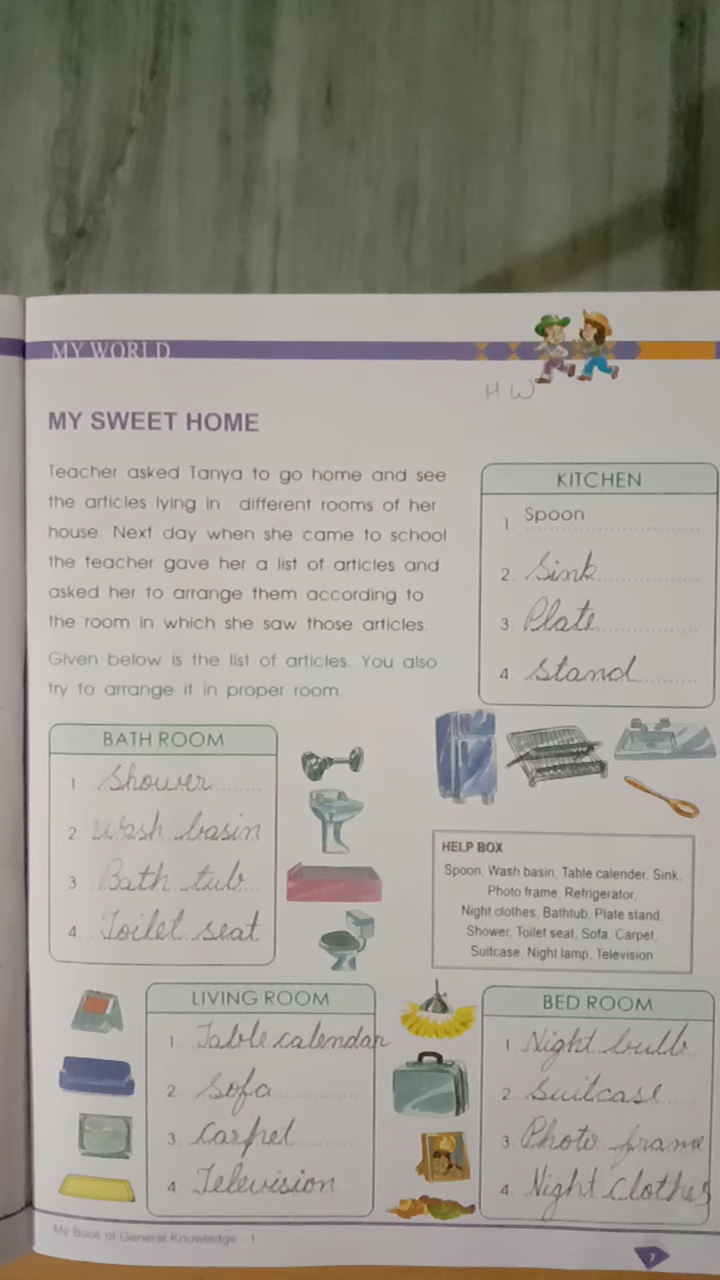 MY WORLD
H W
MY SWEET HOME
Teacher asked Tanya to go home and see
the articles lying in different rooms of her
house. Next day when she came to school
the teacher gave her a list of articles and
asked her to arrange them according to
the room in which she saw those articles.
Given below is the list of articles. You also
try to arrange it in proper room.
KITCHEN
1. Spoon
2. Sink
3. Plate
4. Stand
BATH ROOM
1. Shower
2. Wash basin
3. Bath tub
4. Toilet seat
HELP BOX
Spoon, Wash basin, Table calender, Sink,
Photo frame, Refrigerator,
Night clothes, Bathtub, Plate stand,
Shower, Toilet seat, Sofa, Carpet,
Suitcase, Night lamp, Television
LIVING ROOM
1. Table calendar
2. Sofa
3. Carpet
4. Television
BED ROOM
1. Night bulb
2. Suitcase
3. Photo frame
4. Night Clothes
My Book of General Knowledge - 1
7